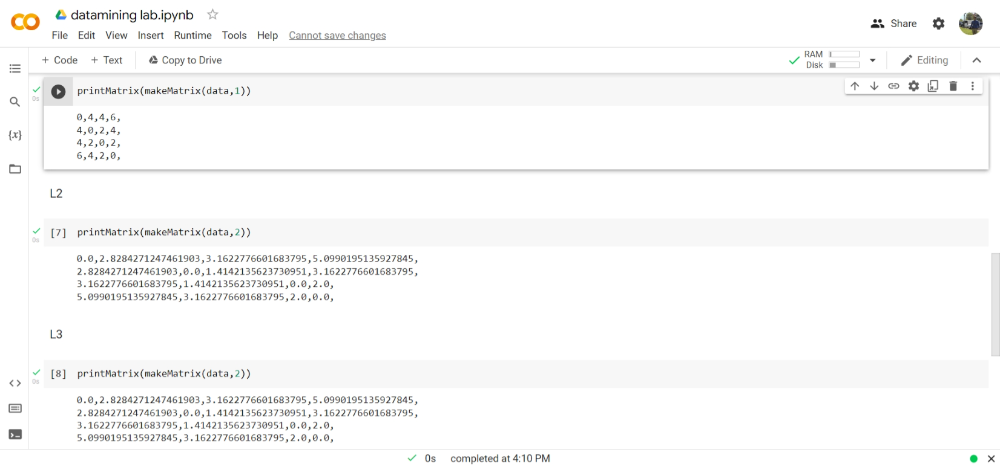 datamining lab.ipynb
File Edit View Insert Runtime Tools Help Cannot save changes
Share
+ Code + Text Copy to Drive
RAM
Disk
Editing
0s
printMatrix(makeMatrix(data,1))
0,4,4,6,
4,0,2,4,
4,2,0,2,
6,4,2,0,
{x}
L2
0s
[7] printMatrix(makeMatrix(data,2))
0.0,2.8284271247461903,3.1622776601683795,5.0990195135927845,
2.8284271247461903,0.0,1.4142135623730951,3.1622776601683795,
3.1622776601683795,1.4142135623730951,0.0,2.0,
5.0990195135927845,3.1622776601683795,2.0,0.0,
L3
0s
[8] printMatrix(makeMatrix(data,2))
0.0,2.8284271247461903,3.1622776601683795,5.0990195135927845,
2.8284271247461903,0.0,1.4142135623730951,3.1622776601683795,
3.1622776601683795,1.4142135623730951,0.0,2.0,
5.0990195135927845,3.1622776601683795,2.0,0.0,
0s completed at 4:10 PM